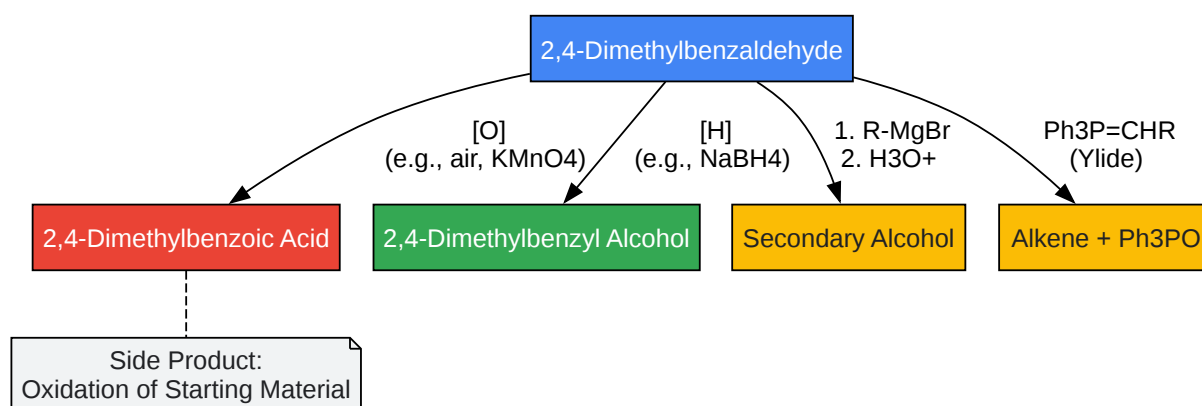 2,4-Dimethylbenzaldehyde
[O]
(e.g., air, KMnO4)
[H]
(e.g., NaBH4)
1. R-MgBr
2. H3O+
Ph3P=CHR
(Ylide)
2,4-Dimethylbenzoic Acid
2,4-Dimethylbenzyl Alcohol
Secondary Alcohol
Alkene + Ph3PO
Side Product:
Oxidation of Starting Material